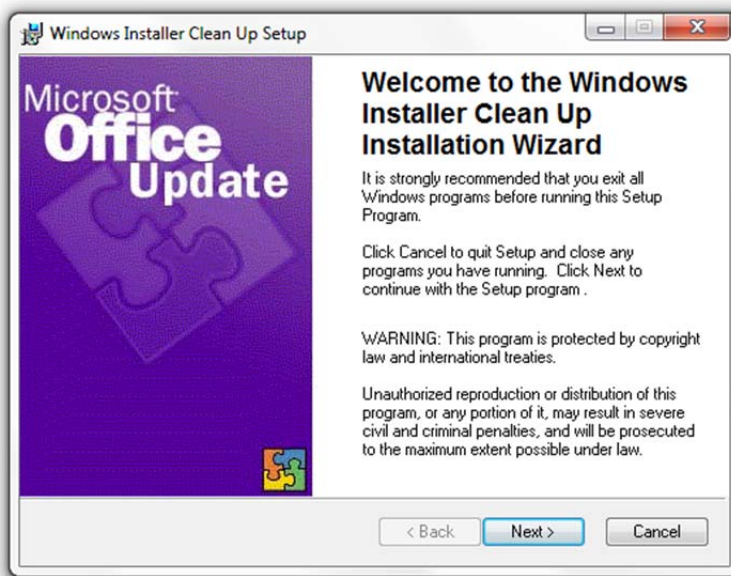 Windows Installer Clean Up Setup
Microsoft
Office
Update
Welcome to the Windows
Installer Clean Up
Installation Wizard
It is strongly recommended that you exit all
Windows programs before running this Setup
Program.
Click Cancel to quit Setup and close any
programs you have running. Click Next to
continue with the Setup program .
WARNING: This program is protected by copyright
law and international treaties.
Unauthorized reproduction or distribution of this
program, or any portion of it, may result in severe
civil and criminal penalties, and will be prosecuted
to the maximum extent possible under law.
< Back Next > Cancel